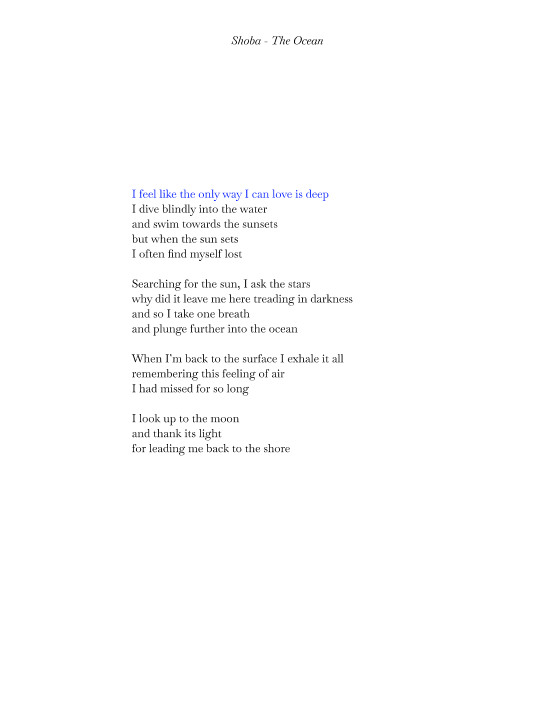 Shoba - The Ocean
I feel like the only way I can love is deep
I dive blindly into the water
and swim towards the sunsets
but when the sun sets
I often find myself lost
Searching for the sun, I ask the stars
why did it leave me here treading in darkness
and so I take one breath
and plunge further into the ocean
When I'm back to the surface I exhale it all
remembering this feeling of air
I had missed for so long
I look up to the moon
and thank its light
for leading me back to the shore